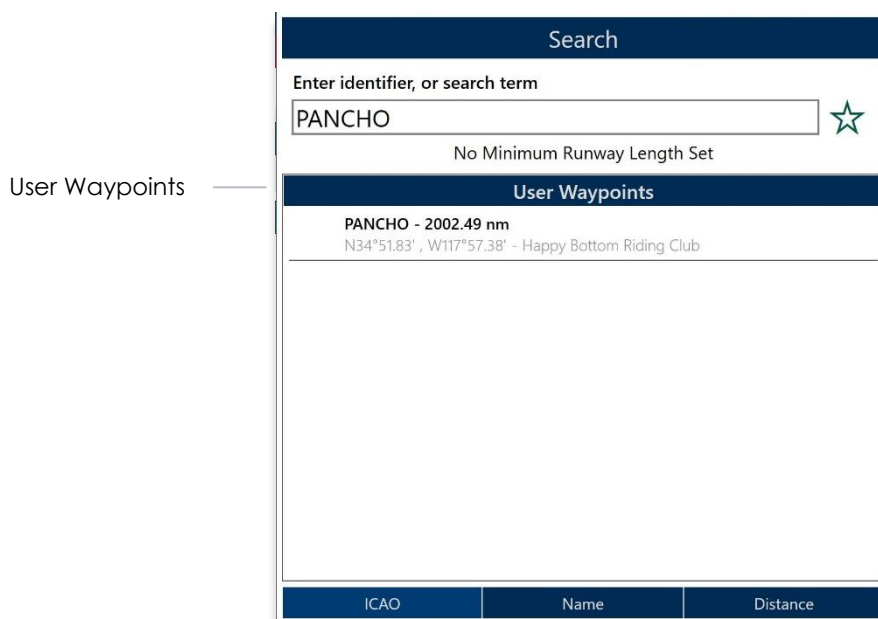 Search
Enter identifier, or search term
PANCHO
No Minimum Runway Length Set
User Waypoints
User Waypoints
PANCHO - 2002.49 nm
N34°51.83' , W117°57.38' - Happy Bottom Riding Club
ICAO Name Distance